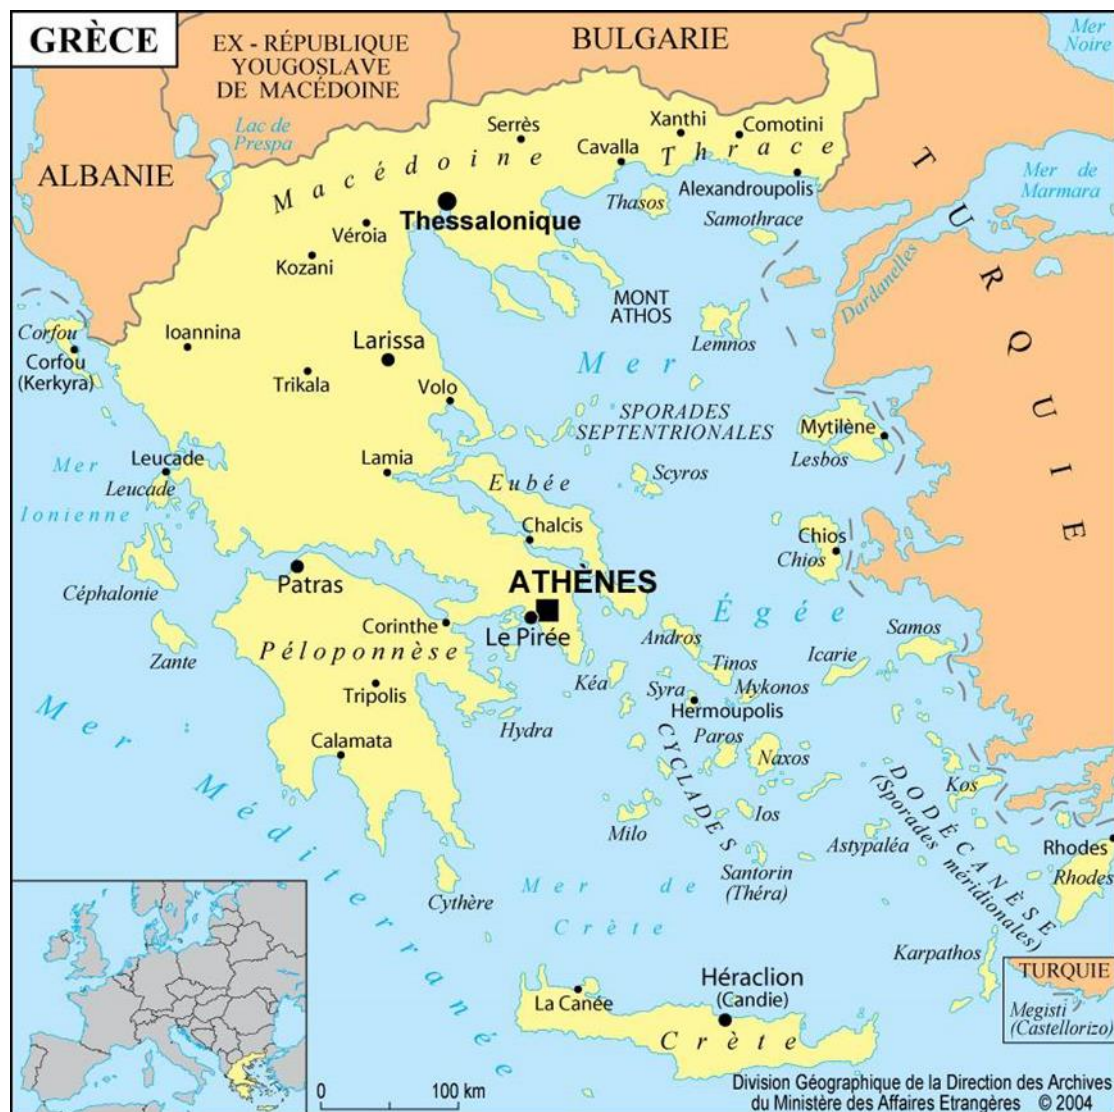 GRÈCE
EX - RÉPUBLIQUE
YOUGOSLAVE
DE MACÉDOINE
BULGARIE
Mer
Noire
Lac de
Prespa
ALBANIE
Serrès
Xanthi
Comotini
Cavalla
Thrace
Macédoine
Alexandroupolis
Thasos
Samothrace
Mer de
Marmara
TURQUIE
Thessalonique
Véroia
Kozani
Dardanelles
MONT
ATHOS
Lemnos
Corfou
Corfou
(Kerkyra)
Ioannina
Larissa
Trikala
Volo
Mer
SPORADES
SEPTENTRIONALES
Mytilène
Lesbos
Mer
Ionienne
Leucade
Leucade
Lamia
Eubée
Scyros
Chalcis
Chios
Chios
Céphalonie
Patras
ATHÈNES
Le Pirée
Égée
Corinthe
Péloponnèse
Zante
Tripolis
Andros
Tinos
Icarie
Samos
Kéa
Syra
Mykonos
Hermoupolis
Hydra
Paros
Naxos
CYCLADES
Calamata
Mer Méditerranée
Milo
Ios
Kos
DODÉCANÈSE
(Sporades méridionales)
Astypaléa
Santorin
(Théra)
Rhodes
Rhodes
Cythère
Mer de
Crète
Karpathos
Héraclion
(Candie)
La Canée
Crète
TURQUIE
Megisti
(Castellorizo)
0 100 km
Division Géographique de la Direction des Archives
du Ministère des Affaires Etrangères © 2004